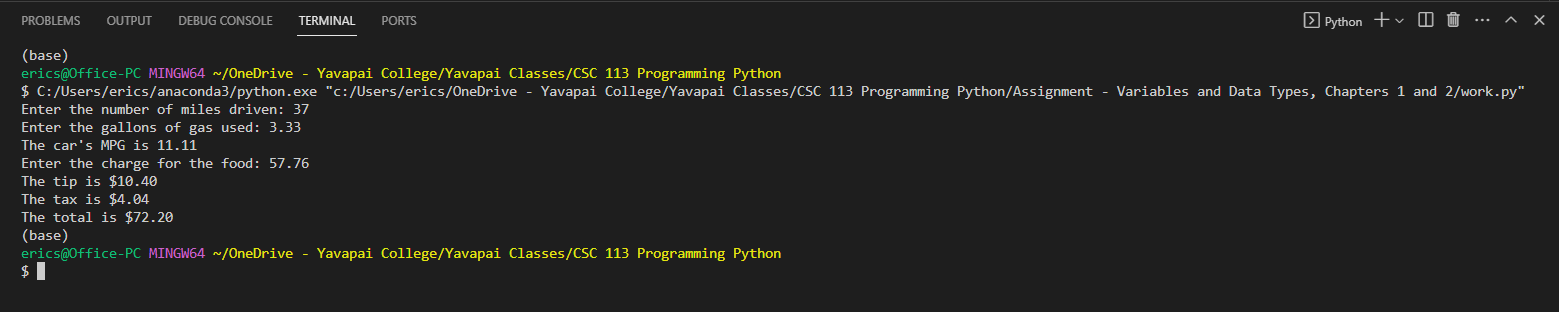 PROBLEMS OUTPUT DEBUG CONSOLE TERMINAL PORTS Python
(base)
erics@Office-PC MINGW64 ~/OneDrive - Yavapai College/Yavapai Classes/CSC 113 Programming Python
$ C:/Users/erics/anaconda3/python.exe "c:/Users/erics/OneDrive - Yavapai College/Yavapai Classes/CSC 113 Programming Python/Assignment - Variables and Data Types, Chapters 1 and 2/work.py"
Enter the number of miles driven: 37
Enter the gallons of gas used: 3.33
The car's MPG is 11.11
Enter the charge for the food: 57.76
The tip is $10.40
The tax is $4.04
The total is $72.20
(base)
erics@Office-PC MINGW64 ~/OneDrive - Yavapai College/Yavapai Classes/CSC 113 Programming Python
$